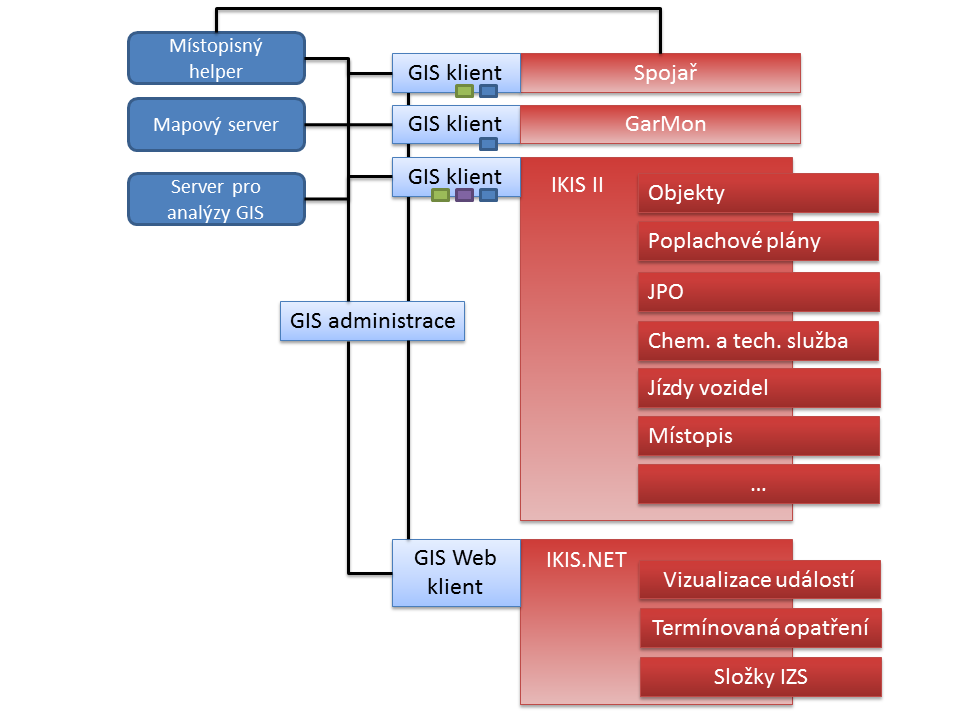 Místopisný
helper
Mapový server
Server pro
analýzy GIS
GIS klient
Spojař
GIS klient
GarMon
GIS klient
IKIS II
Objekty
Poplachové plány
JPO
Chem. a tech. služba
Jízdy vozidel
Místopis
...
GIS administrace
GIS Web
klient
IKIS.NET
Vizualizace událostí
Termínovaná opatření
Složky IZS